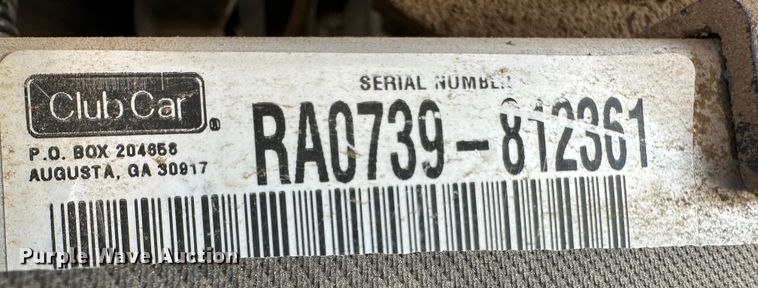 Club Car
®
SERIAL NUMBER
RA0739-812361
P.O. BOX 204658
AUGUSTA, GA 30917
Purple Wave Auction